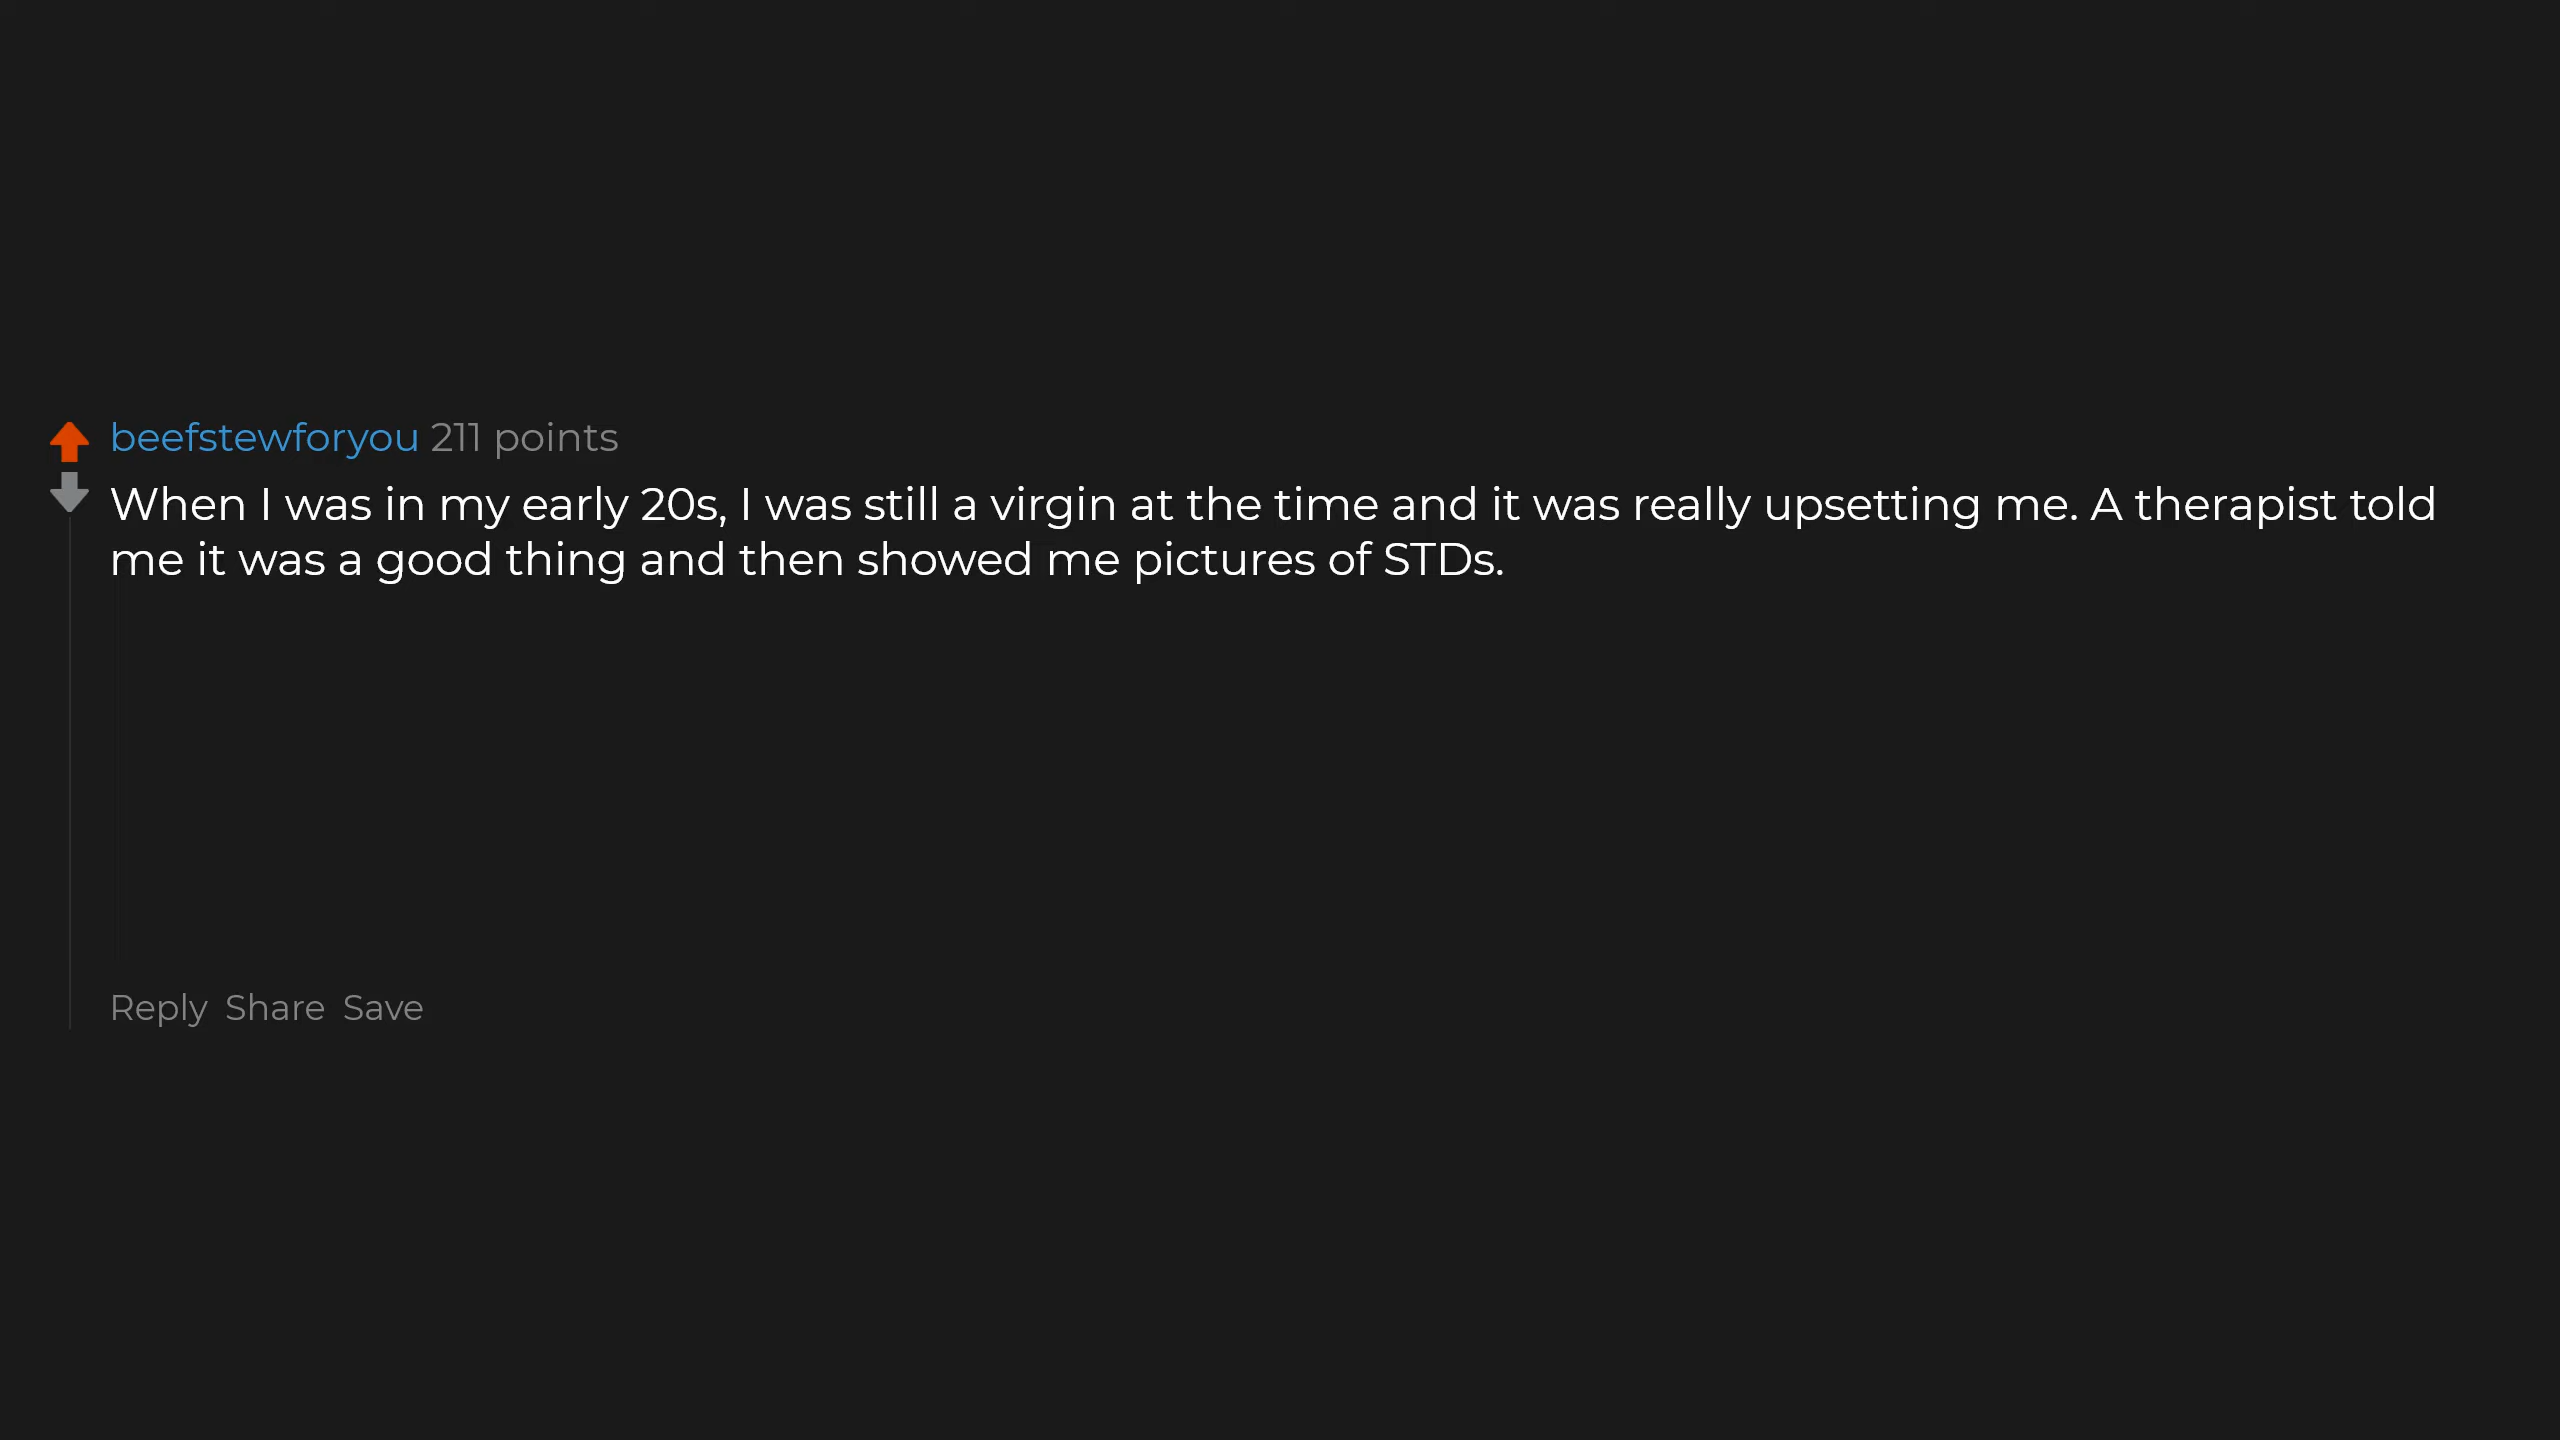 beefstewforyou 211 points
When I was in my early 20s, I was still a virgin at the time and it was really upsetting me. A therapist told
me it was a good thing and then showed me pictures of STDs.
Reply Share Save